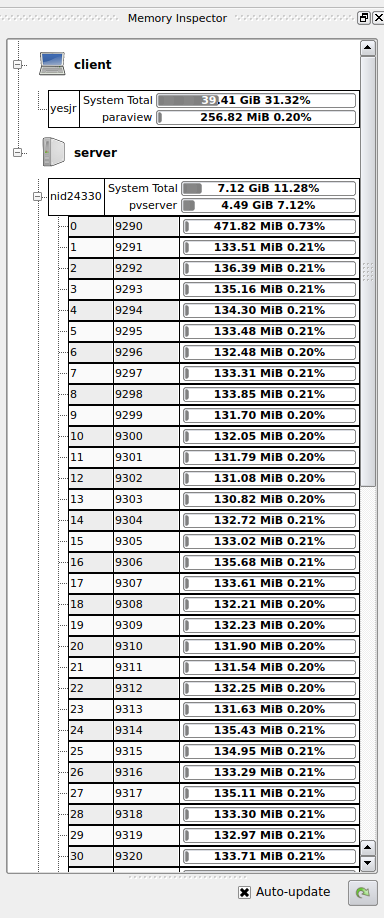 Memory Inspector
client
yesjr
System Total 39.41 GiB 31.32%
paraview 256.82 MiB 0.20%
server
nid24330
System Total 7.12 GiB 11.28%
pvserver 4.49 GiB 7.12%
0 9290 471.82 MiB 0.73%
1 9291 133.51 MiB 0.21%
2 9292 136.39 MiB 0.21%
3 9293 135.16 MiB 0.21%
4 9294 134.30 MiB 0.21%
5 9295 133.48 MiB 0.21%
6 9296 132.48 MiB 0.20%
7 9297 133.31 MiB 0.21%
8 9298 133.85 MiB 0.21%
9 9299 131.70 MiB 0.20%
10 9300 132.05 MiB 0.20%
11 9301 131.79 MiB 0.20%
12 9302 131.08 MiB 0.20%
13 9303 130.82 MiB 0.20%
14 9304 132.72 MiB 0.21%
15 9305 133.02 MiB 0.21%
16 9306 135.68 MiB 0.21%
17 9307 133.61 MiB 0.21%
18 9308 132.21 MiB 0.20%
19 9309 132.23 MiB 0.20%
20 9310 131.90 MiB 0.20%
21 9311 131.54 MiB 0.20%
22 9312 132.25 MiB 0.20%
23 9313 131.63 MiB 0.20%
24 9314 135.43 MiB 0.21%
25 9315 134.95 MiB 0.21%
26 9316 133.29 MiB 0.21%
27 9317 135.11 MiB 0.21%
28 9318 133.30 MiB 0.21%
29 9319 132.97 MiB 0.21%
30 9320 133.71 MiB 0.21%
Auto-update